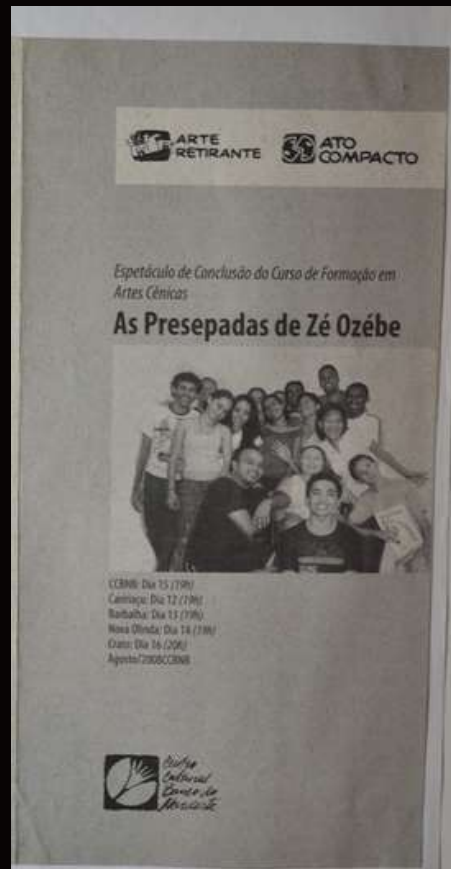 ARTE
RETIRANTE
ATO
COMPACTO
Espetáculo de Conclusão do Curso de Formação em
Artes Cênicas
As Presepadas de Zé Ozébe
CCBNB: Dia 15 (19h)
Caririaçu: Dia 12 (19h)
Barbalha: Dia 13 (19h)
Nova Olinda: Dia 14 (19h)
Crato: Dia 16 (20h)
Agosto/2008CCBNB
Centro
Cultural
Banco do
Nordeste